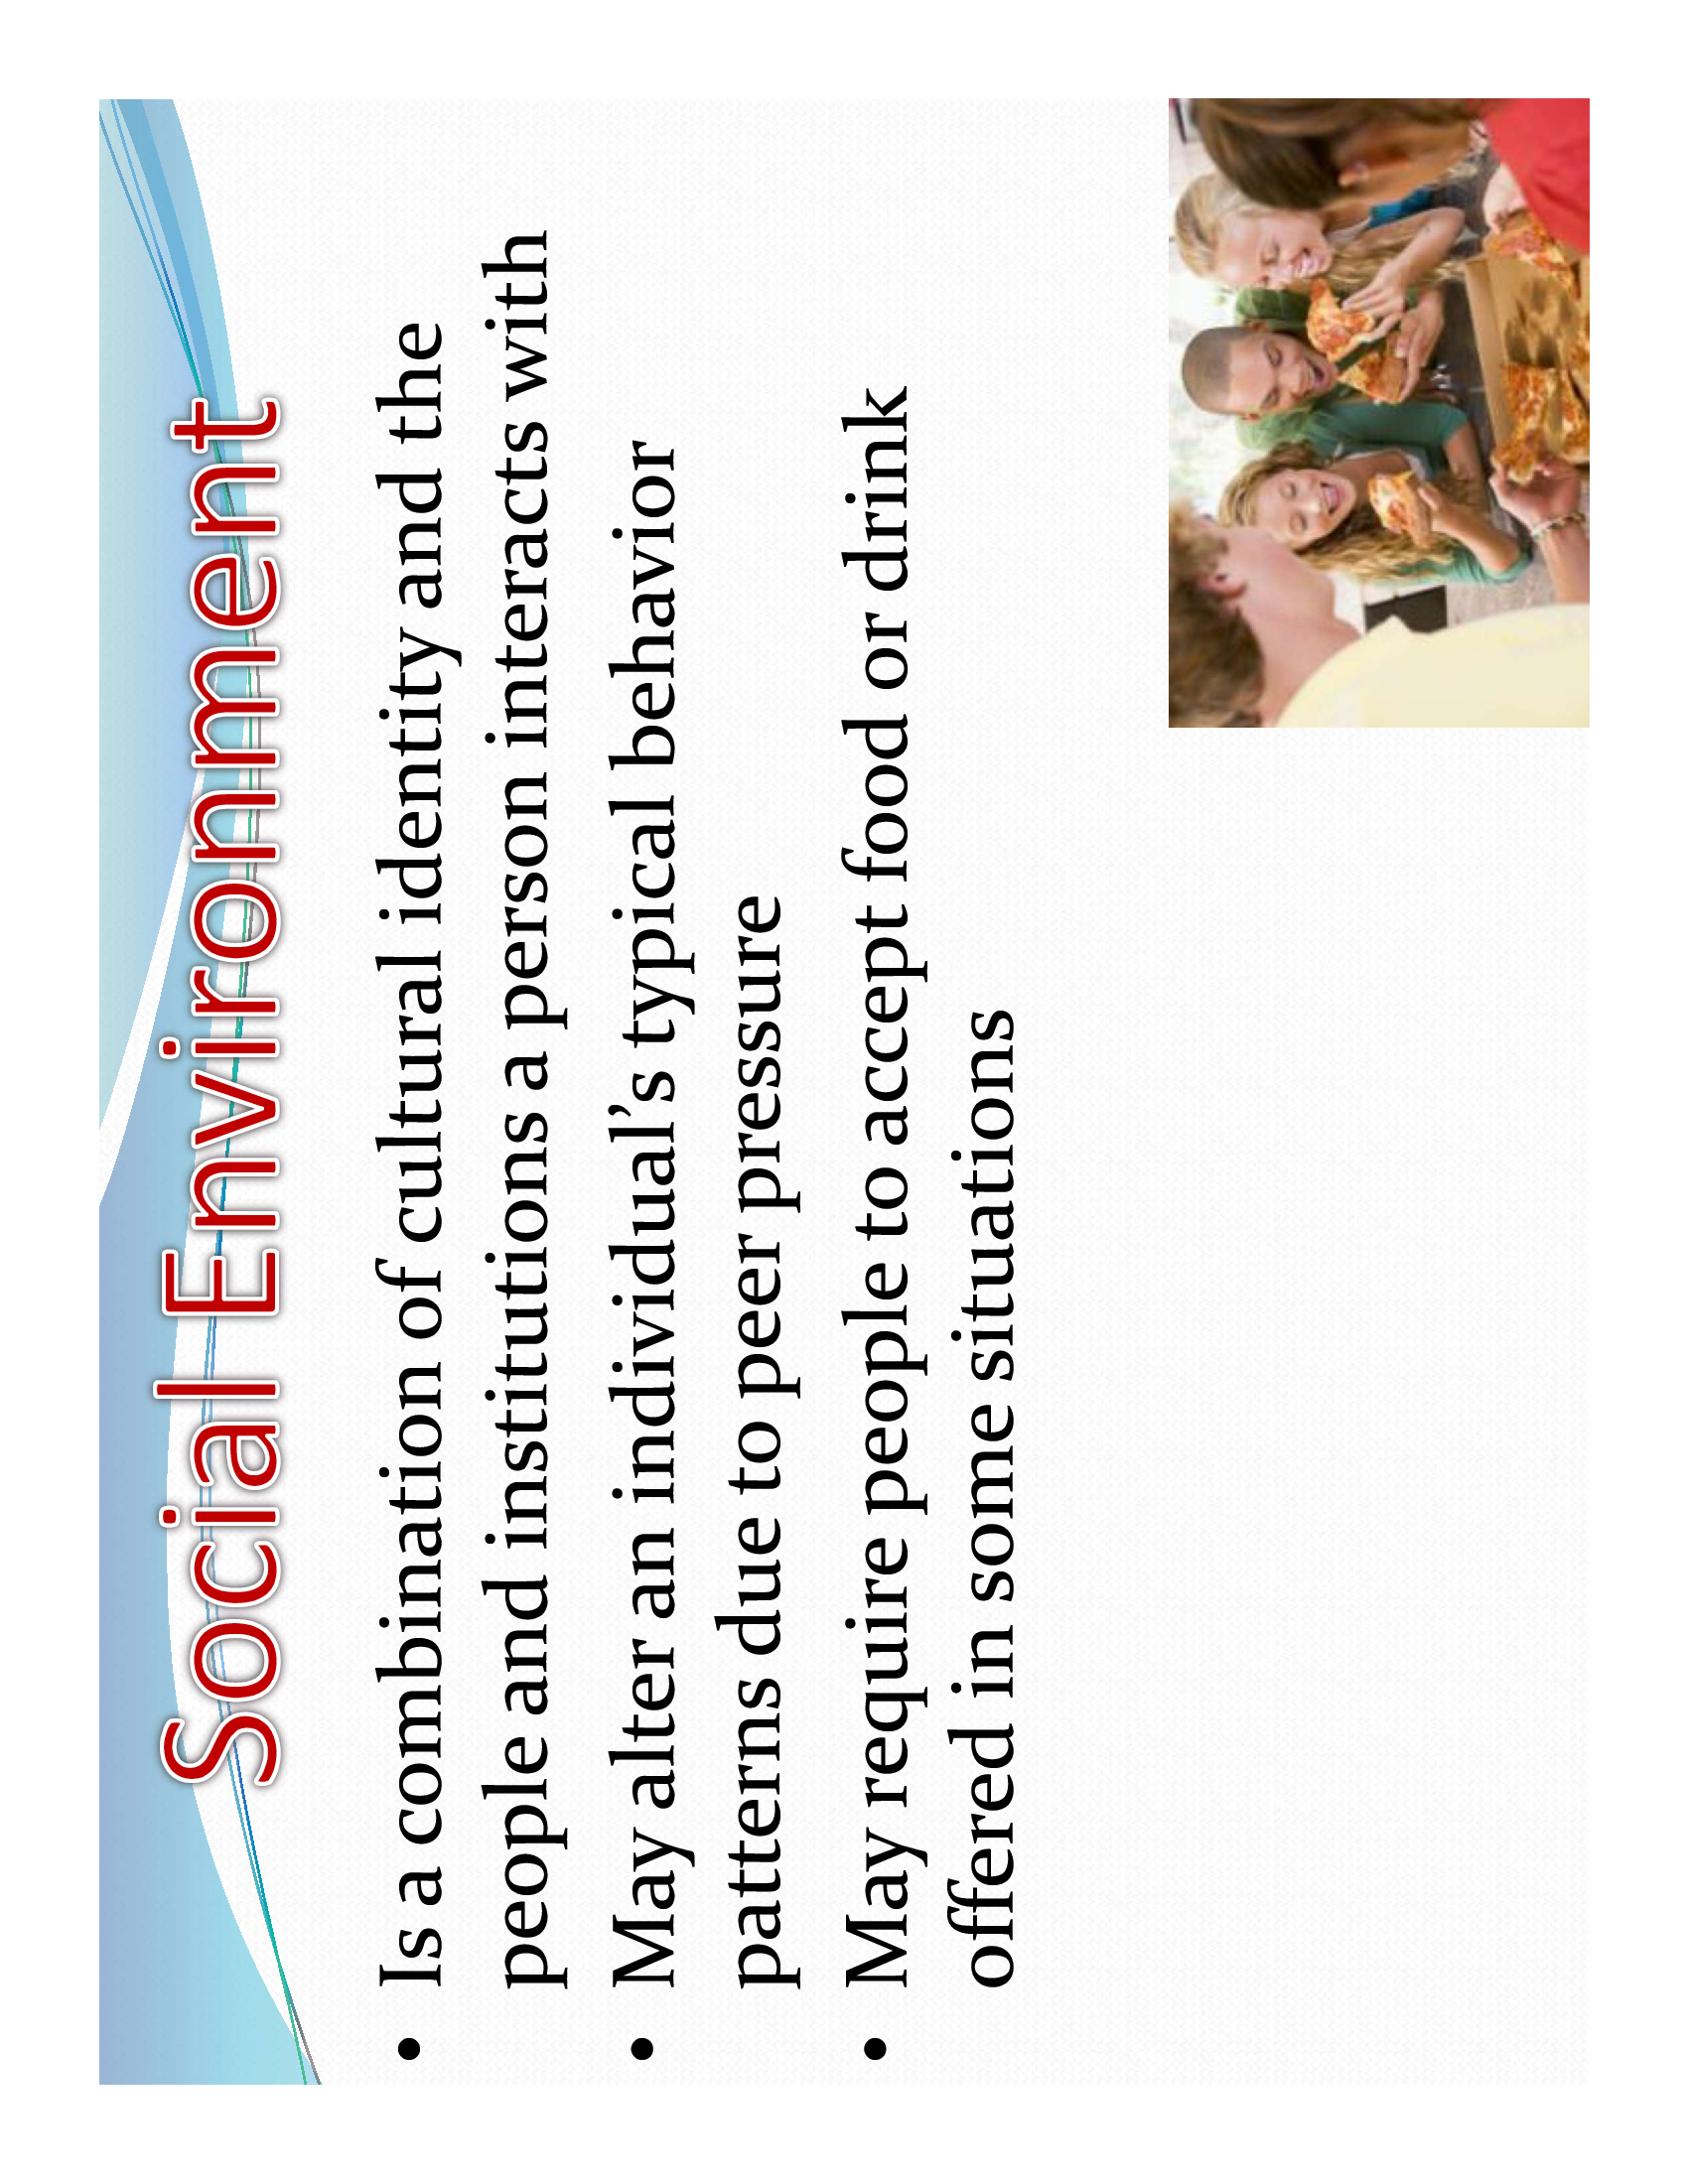 Social Environment
• Is a combination of cultural identity and the
people and institutions a person interacts with
• May alter an individual’s typical behavior
patterns due to peer pressure
• May require people to accept food or drink
offered in some situations